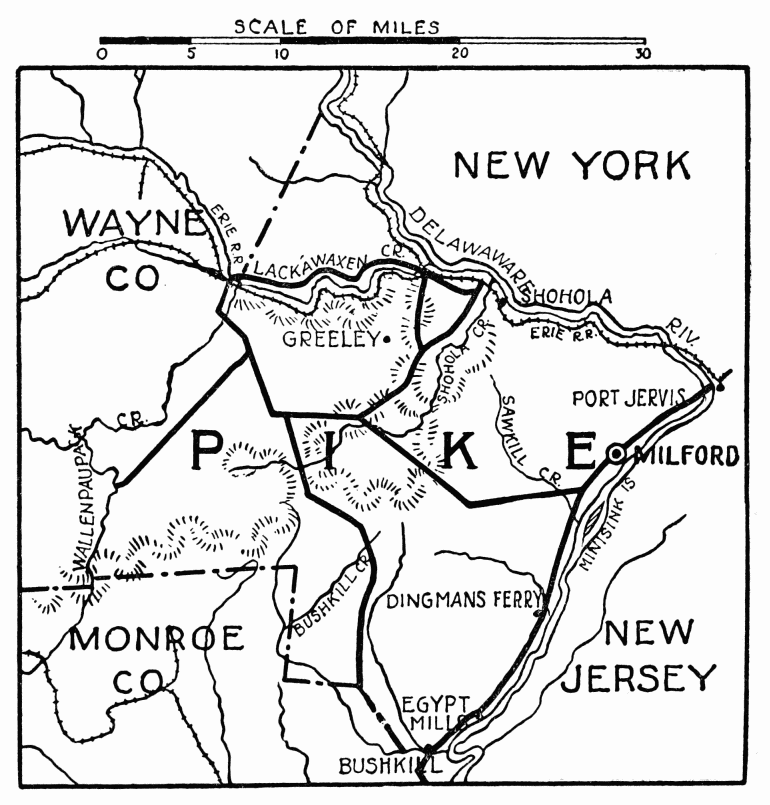 SCALE OF MILES
0 5 10 20 30
NEW YORK
WAYNE
CO
ERIE R.R.
DELAWAWARE
RIV.
LACKAWAXEN CR.
SHOHOLA
ERIE R.R.
GREELEY
SHOHOLA CR.
PORT JERVIS
SAWKILL CR.
CR.
WALLENPAUPACK
PIKE
MILFORD
MINISINK IS
BUSHKILL CR.
DINGMANS FERRY
MONROE
CO
NEW
JERSEY
EGYPT
MILLS
BUSHKILL